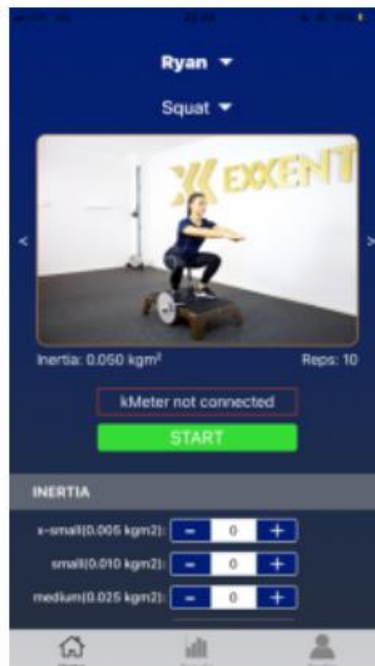 Ryan
Squat
EXXENT
<
>
Inertia: 0.050 kgm²
Reps: 10
kMeter not connected
START
INERTIA
x-small(0.005 kgm2): - 0 +
small(0.010 kgm2): - 0 +
medium(0.025 kgm2): - 0 +